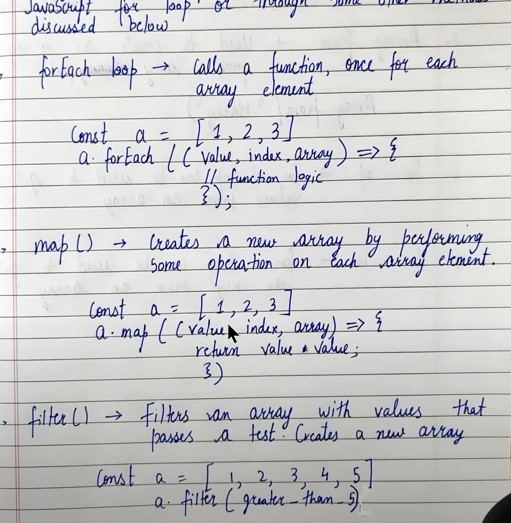 JavaScript for loop or through some other methods
discussed below
forEach loop → Calls a function, once for each
array element
Const a = [1, 2, 3]
a. forEach ((value, index, array) => {
// function logic
});
map() → Creates a new array by performing
some operation on each array element.
Const a = [1, 2, 3]
a. map ((value, index, array) => {
return value * value;
})
filter() → Filters an array with values that
passes a test. Creates a new array
Const a = [1, 2, 3, 4, 5]
a. filter (greater_than_5)